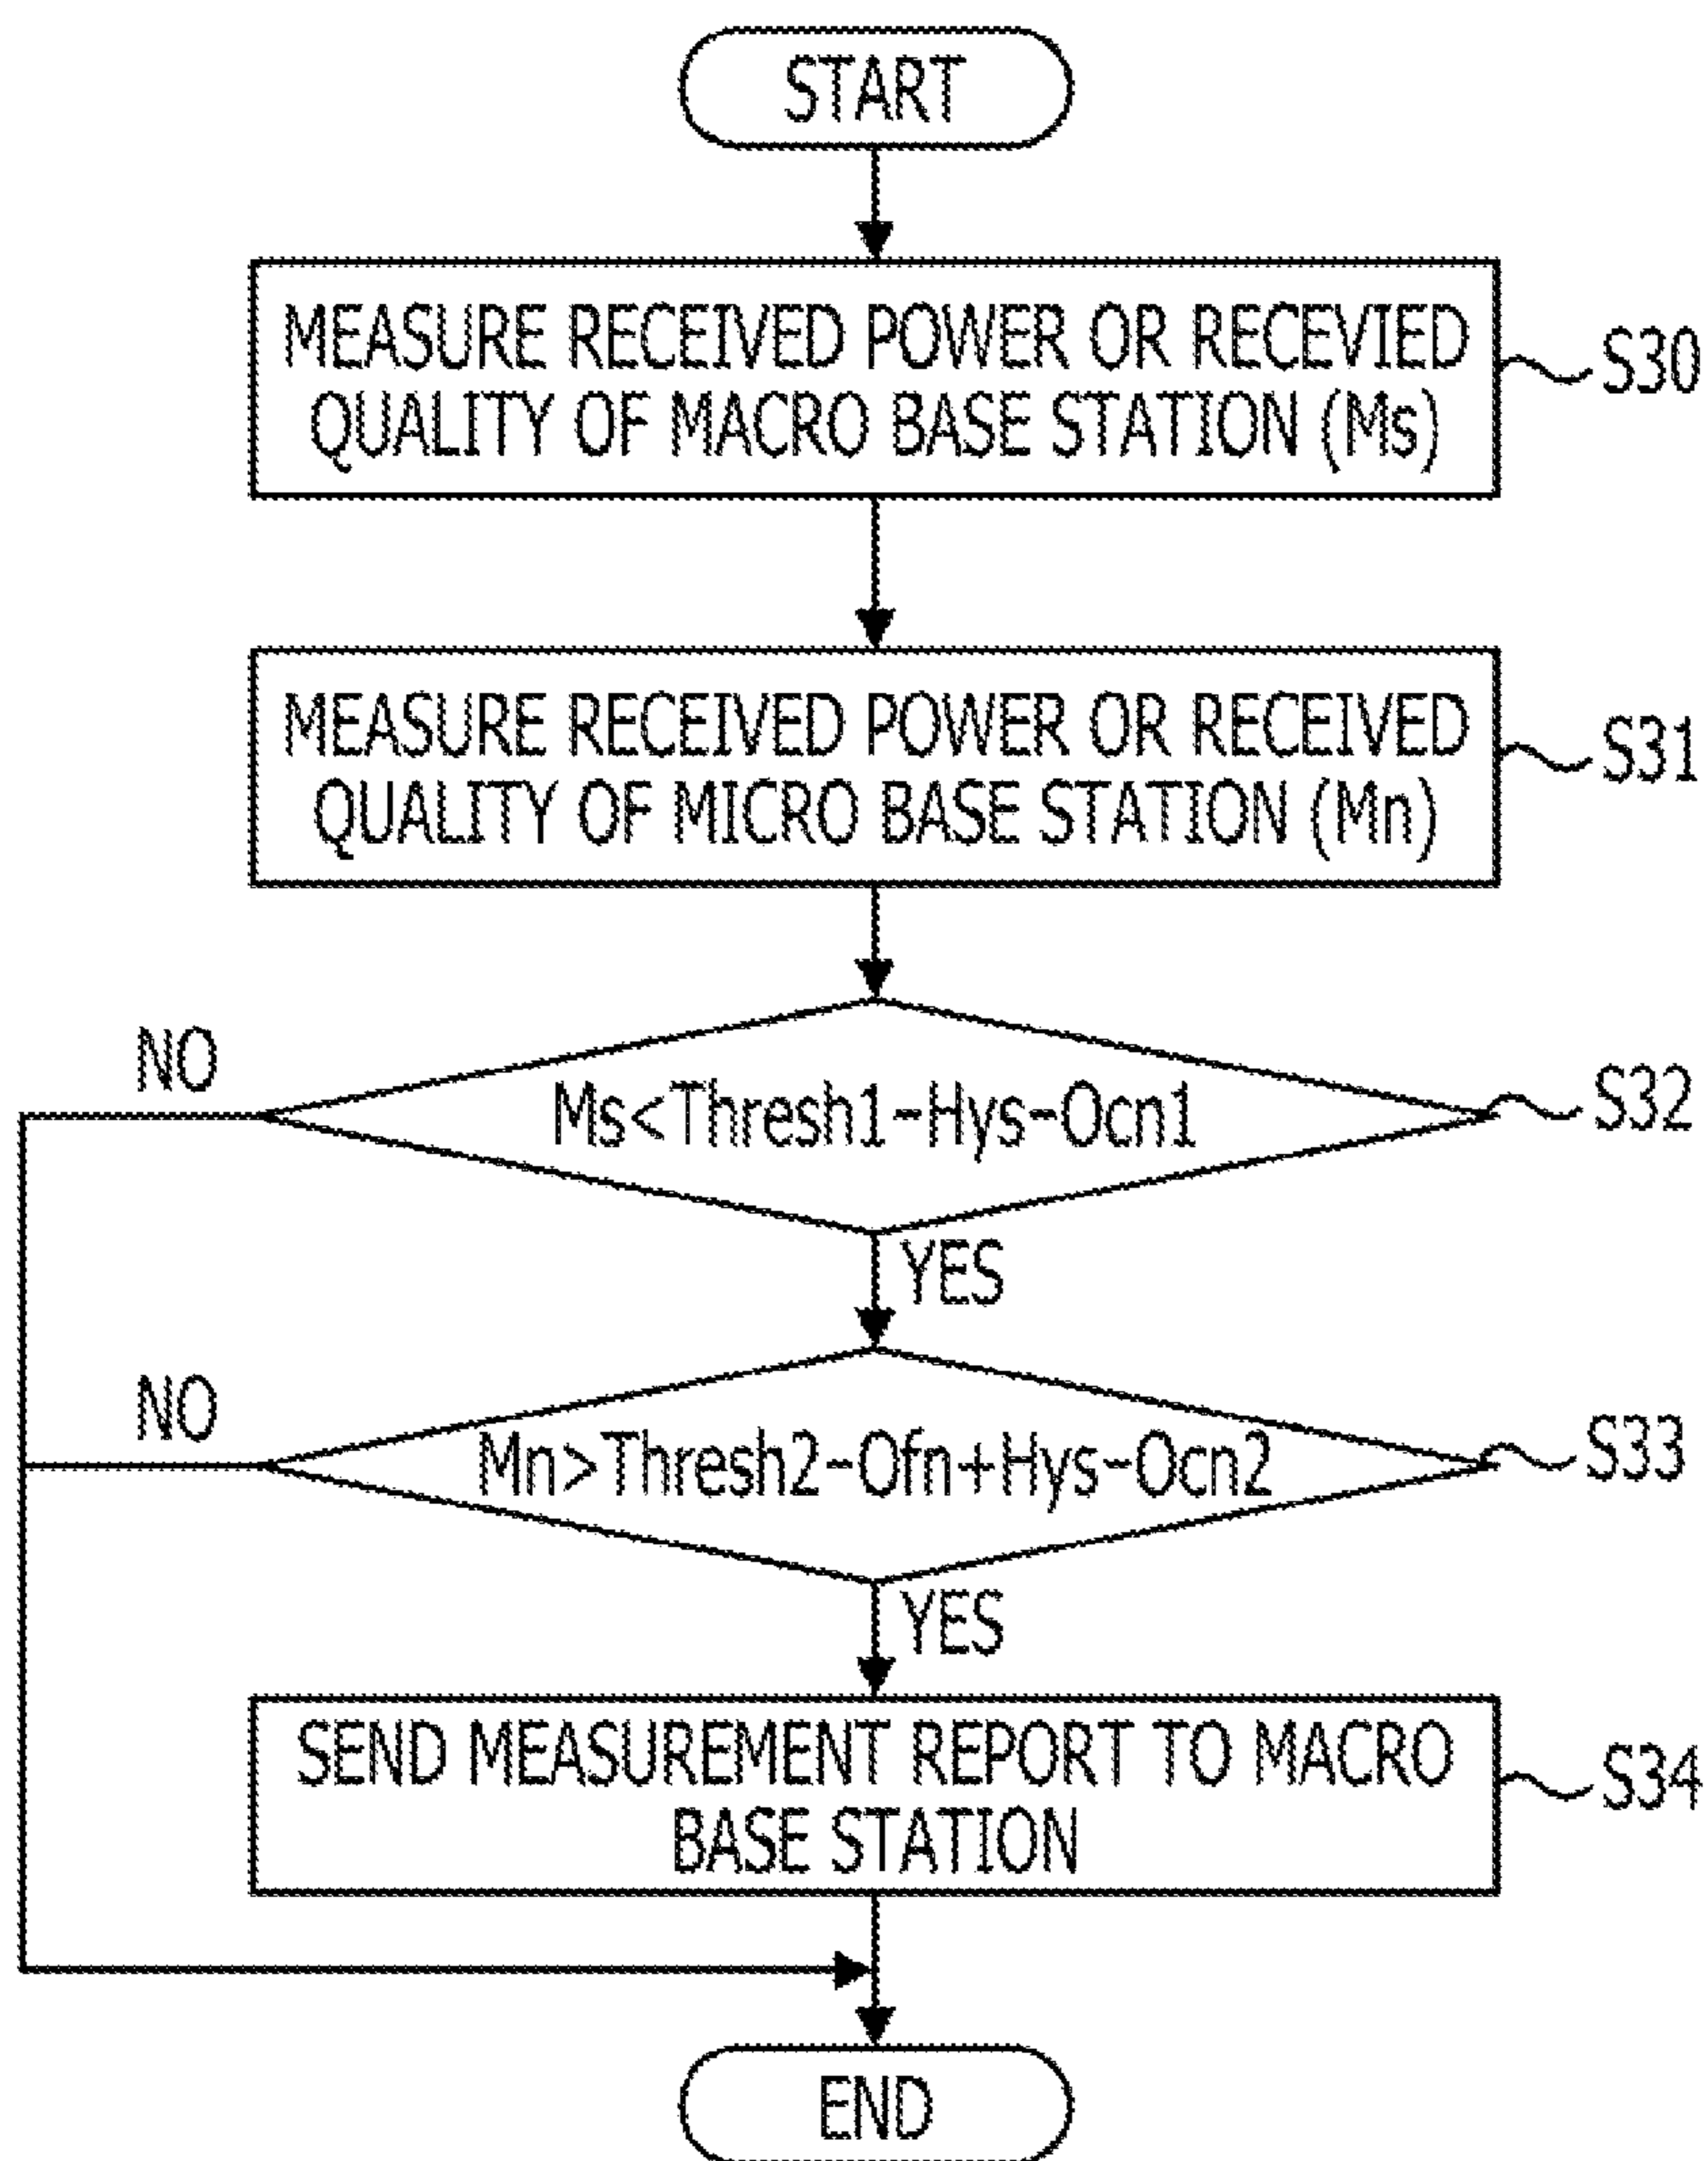 START
MEASURE RECEIVED POWER OR RECEVIED
QUALITY OF MACRO BASE STATION (Ms)
S30
MEASURE RECEIVED POWER OR RECEIVED
QUALITY OF MICRO BASE STATION (Mn)
S31
NO
Ms<Thresh1-Hys-Ocn1
S32
YES
NO
Mn>Thresh2-Ofn+Hys-Ocn2
S33
YES
SEND MEASUREMENT REPORT TO MACRO
BASE STATION
S34
END